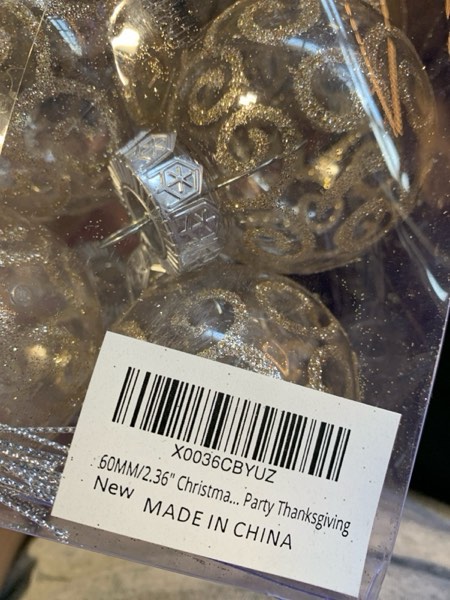 X0036CBYUZ
60MM/2.36" Christma... Party Thanksgiving
New
MADE IN CHINA